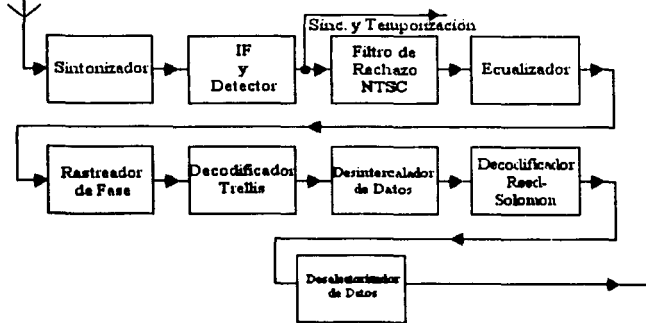 Sinc. y Temporización
Sintonizador
IF
y
Detector
Filtro de
Rechazo
NTSC
Ecualizador
Rastreador
de Fase
Decodificador
Trellis
Desintercalador
de Datos
Decodificador
Reed-
Solomon
de Datos